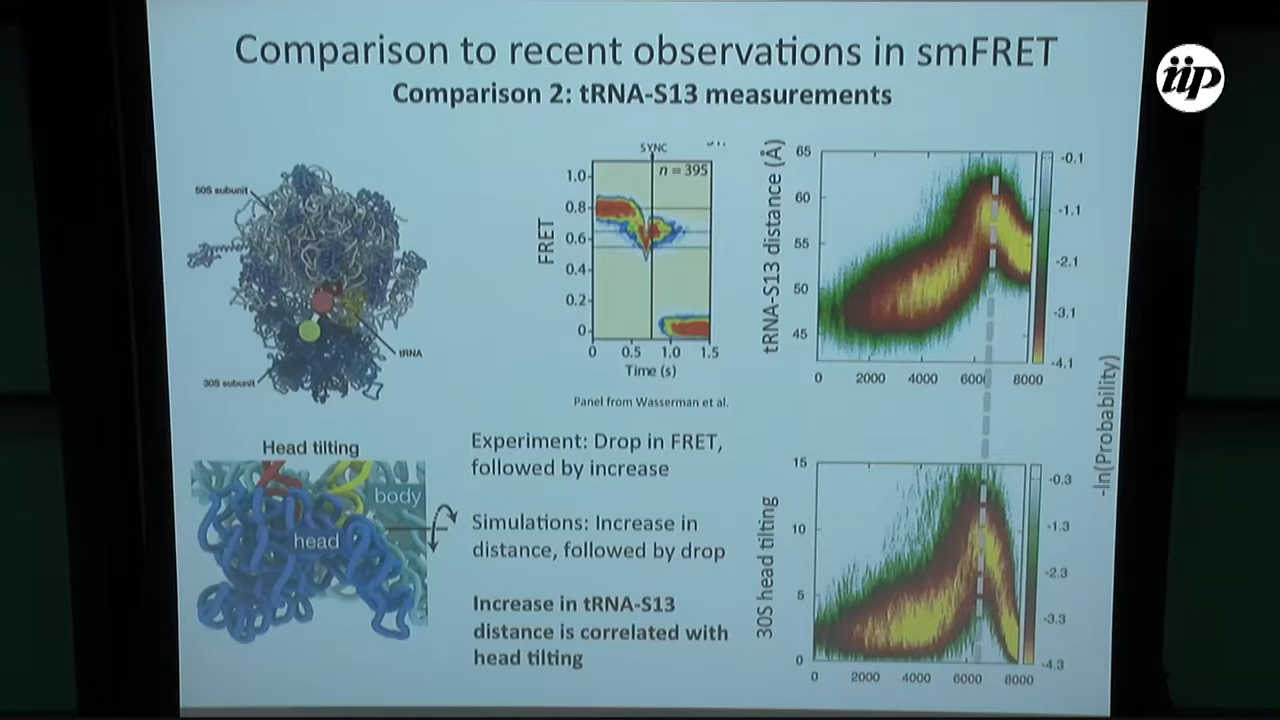 Comparison to recent observations in smFRET
Comparison 2: tRNA-S13 measurements
iip
50S subunit
tRNA
30S subunit
SYNC
n = 395
FRET
1.0
0.8
0.6
0.4
0.2
0
0 0.5 1.0 1.5
Time (s)
Panel from Wasserman et al.
tRNA-S13 distance (Å)
65
60
55
50
45
0 2000 4000 8000
-0.1
-1.1
-2.1
-3.1
-4.1
-ln(Probability)
Head tilting
body
head
Experiment: Drop in FRET,
followed by increase
Simulations: Increase in
distance, followed by drop
Increase in tRNA-S13
distance is correlated with
head tilting
30S head tilting
15
10
5
0
0 2000 4000 6000 8000
-0.3
-1.3
-2.3
-3.3
-4.3